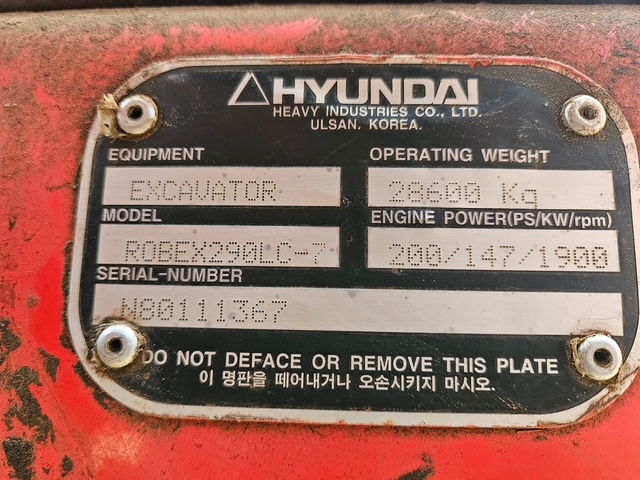 HYUNDAI
HEAVY INDUSTRIES CO., LTD.
ULSAN. KOREA.
EQUIPMENT
EXCAVATOR
OPERATING WEIGHT
28600 Kg
MODEL
ROBEX290LC-7
ENGINE POWER(PS/KW/rpm)
200/147/1900
SERIAL-NUMBER
N80111367
DO NOT DEFACE OR REMOVE THIS PLATE
이 명판을 떼어내거나 오손시키지 마시오.